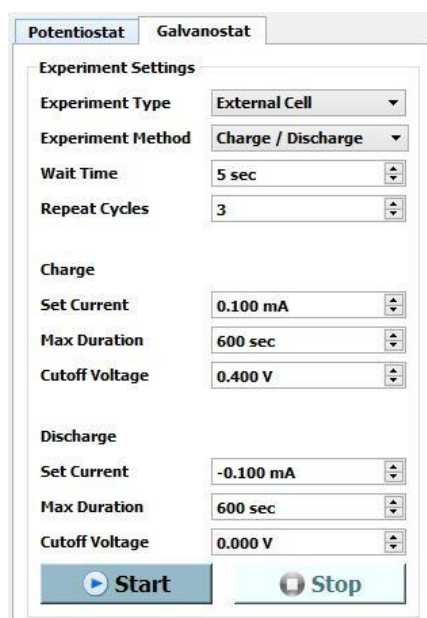 Potentiostat Galvanostat
Experiment Settings
Experiment Type External Cell
Experiment Method Charge / Discharge
Wait Time 5 sec
Repeat Cycles 3
Charge
Set Current 0.100 mA
Max Duration 600 sec
Cutoff Voltage 0.400 V
Discharge
Set Current -0.100 mA
Max Duration 600 sec
Cutoff Voltage 0.000 V
Start Stop